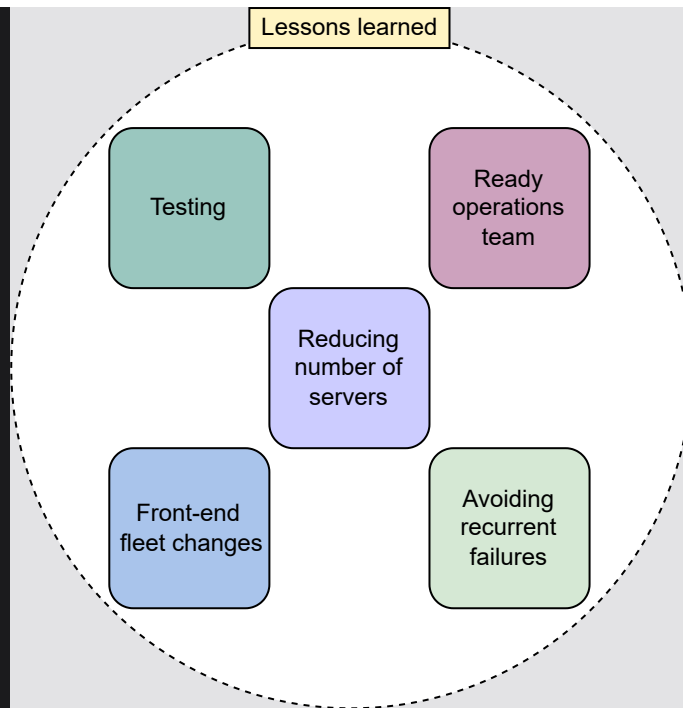 Lessons learned
Testing
Ready
operations
team
Reducing
number of
servers
Front-end
fleet changes
Avoiding
recurrent
failures